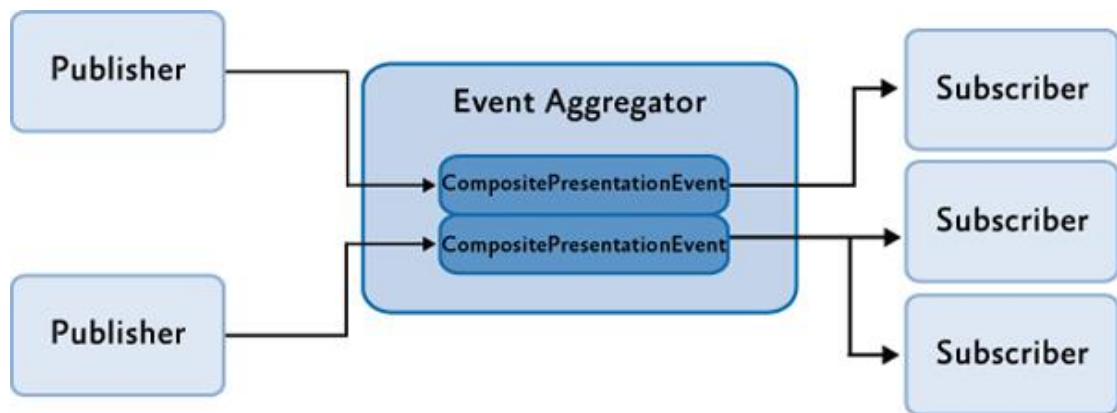 Publisher
Event Aggregator
Subscriber
CompositePresentationEvent
CompositePresentationEvent
Subscriber
Publisher
Subscriber